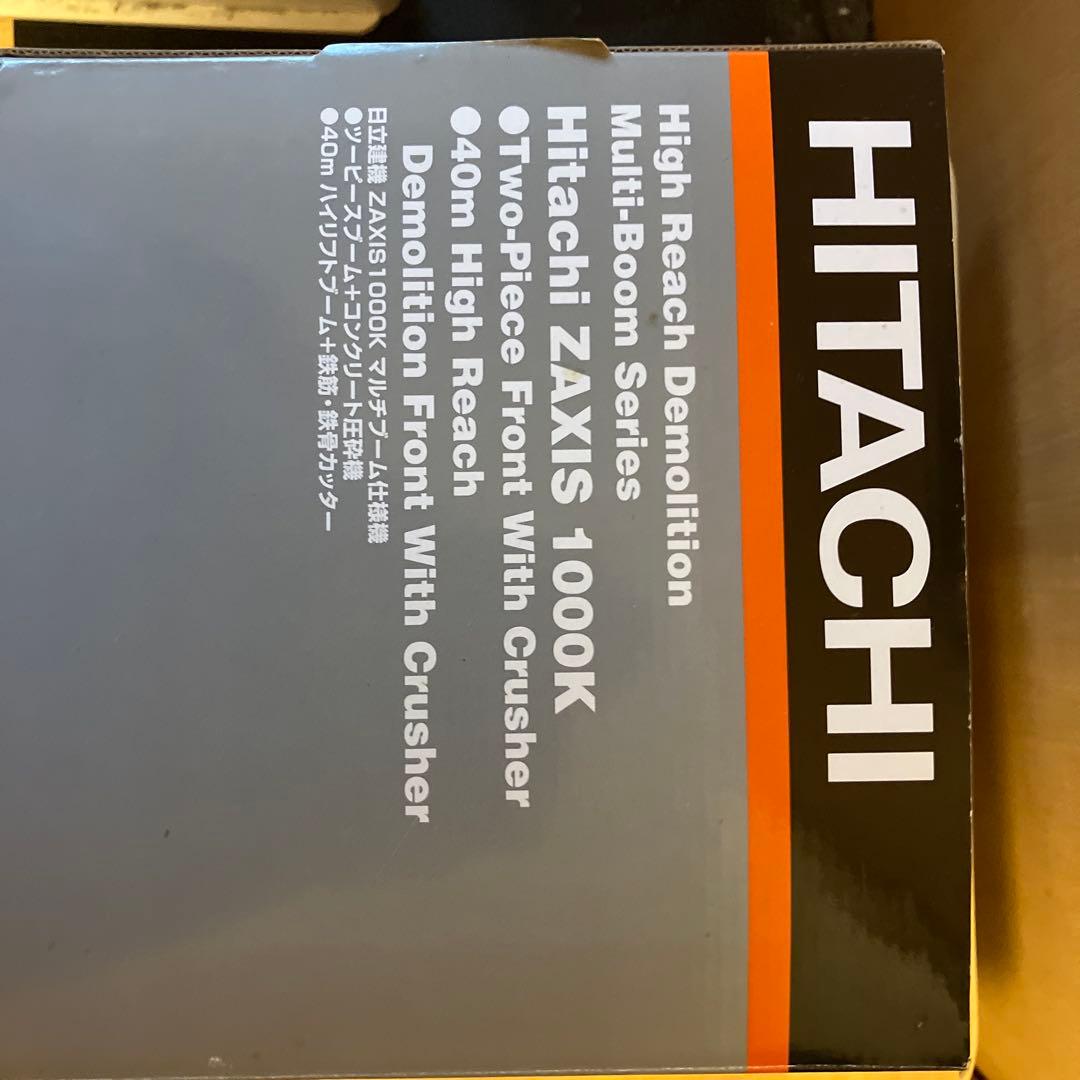 HITACHI
High Reach Demolition
Multi-Boom Series
Hitachi ZAXIS 1000K
●Two-Piece Front With Crusher
●40m High Reach
Demolition Front With Crusher
日立建機 ZAXIS1000K マルチブーム仕様機
●ツーピースブーム+コンクリート圧砕機
●40m ハイリフトブーム+鉄筋・鉄骨カッター